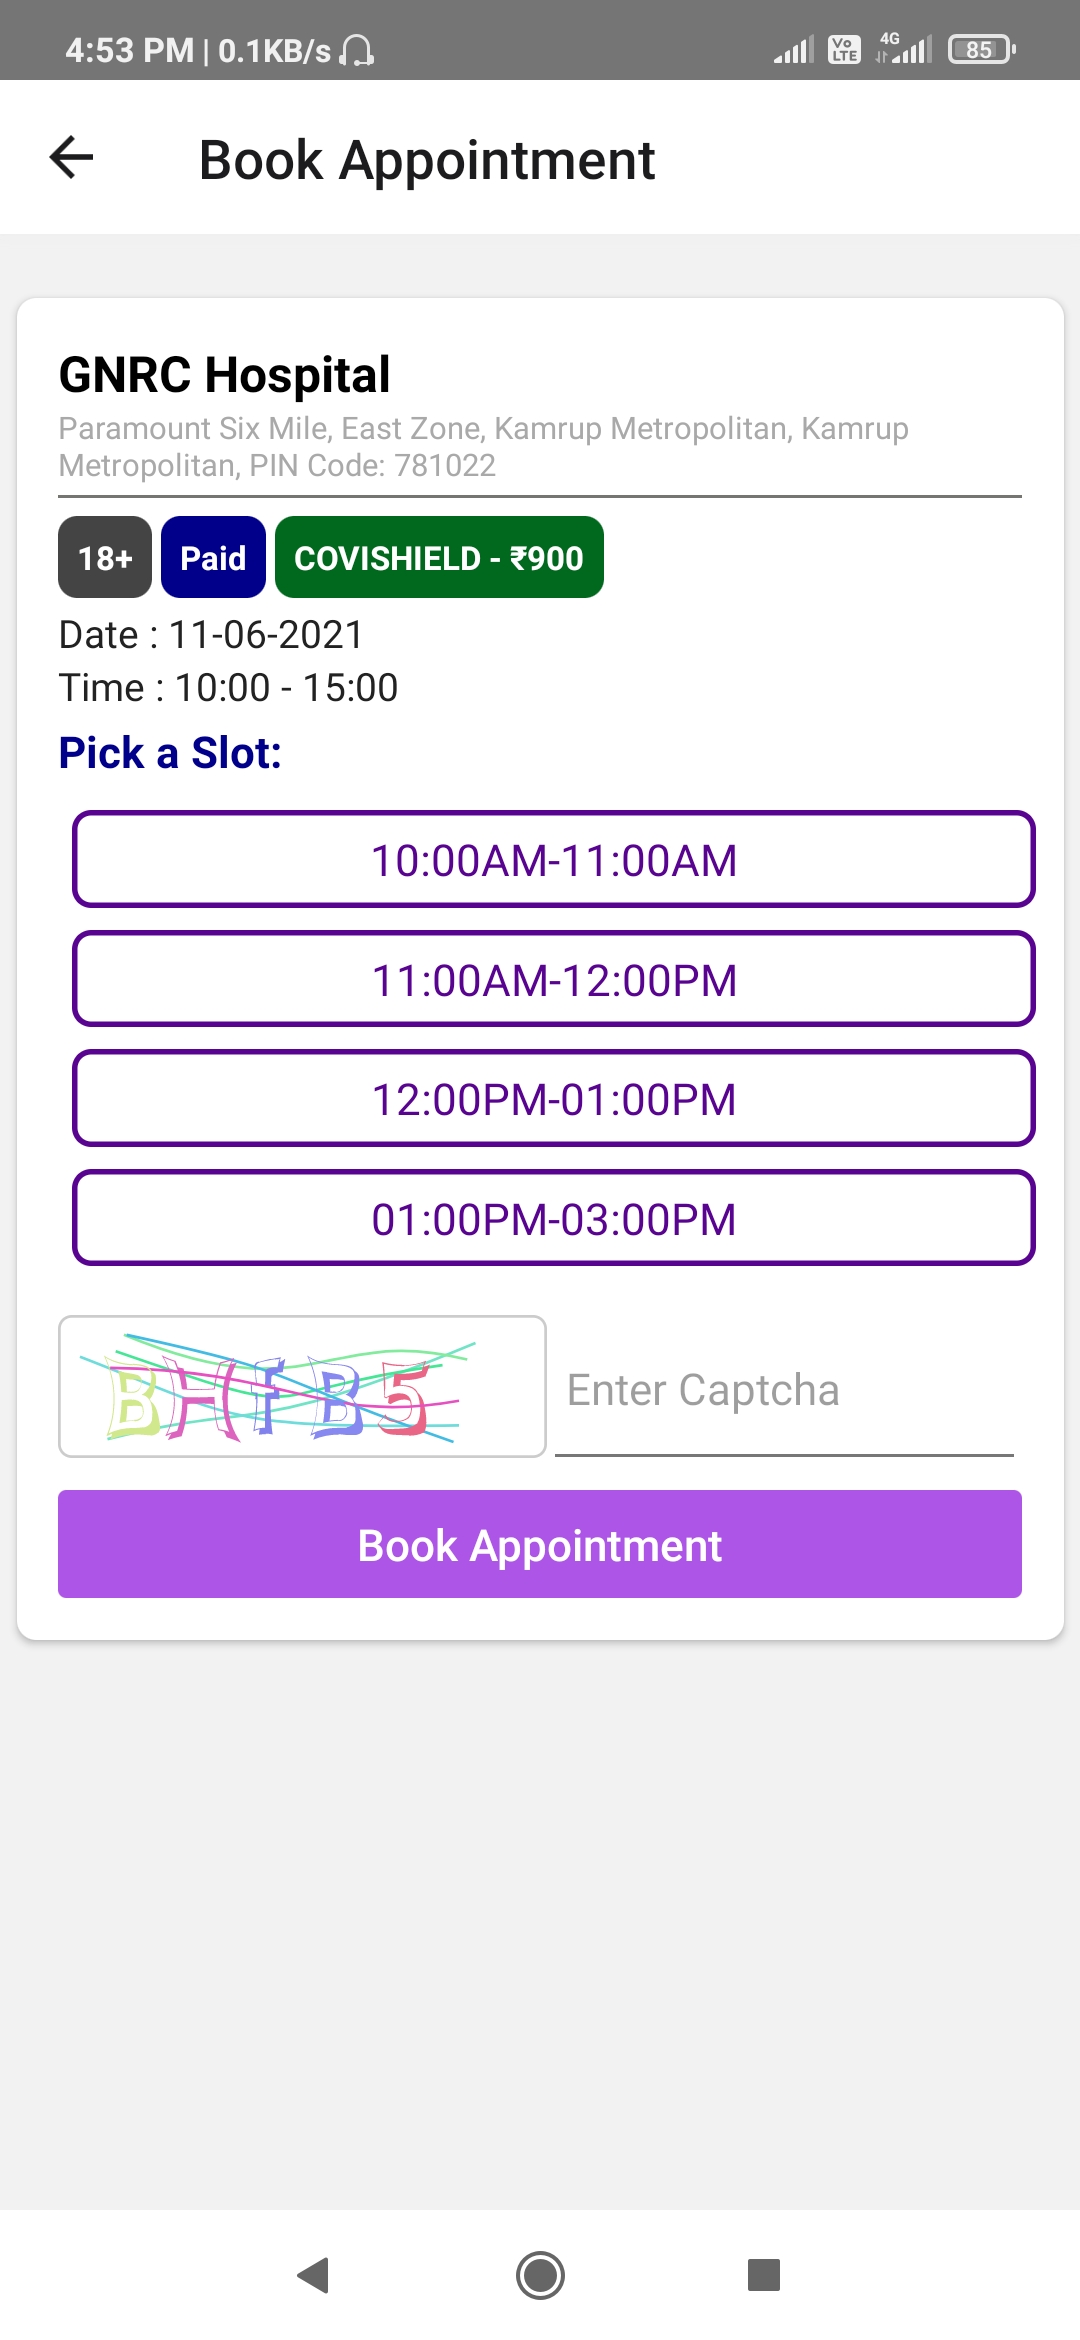 4:53 PM | 0.1KB/s
Vo LTE
4G
85
Book Appointment
GNRC Hospital
Paramount Six Mile, East Zone, Kamrup Metropolitan, Kamrup
Metropolitan, PIN Code: 781022
18+
Paid
COVISHIELD - ₹900
Date : 11-06-2021
Time : 10:00 - 15:00
Pick a Slot:
10:00AM-11:00AM
11:00AM-12:00PM
12:00PM-01:00PM
01:00PM-03:00PM
BHfB5
Enter Captcha
Book Appointment